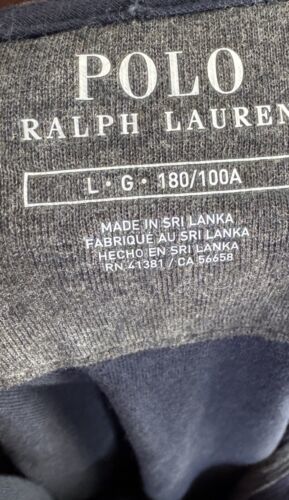 POLO
RALPH LAUREN
L • G • 180/100A
MADE IN SRI LANKA
FABRIQUÉ AU SRI LANKA
HECHO EN SRI LANKA
RN 41381 / CA 56658